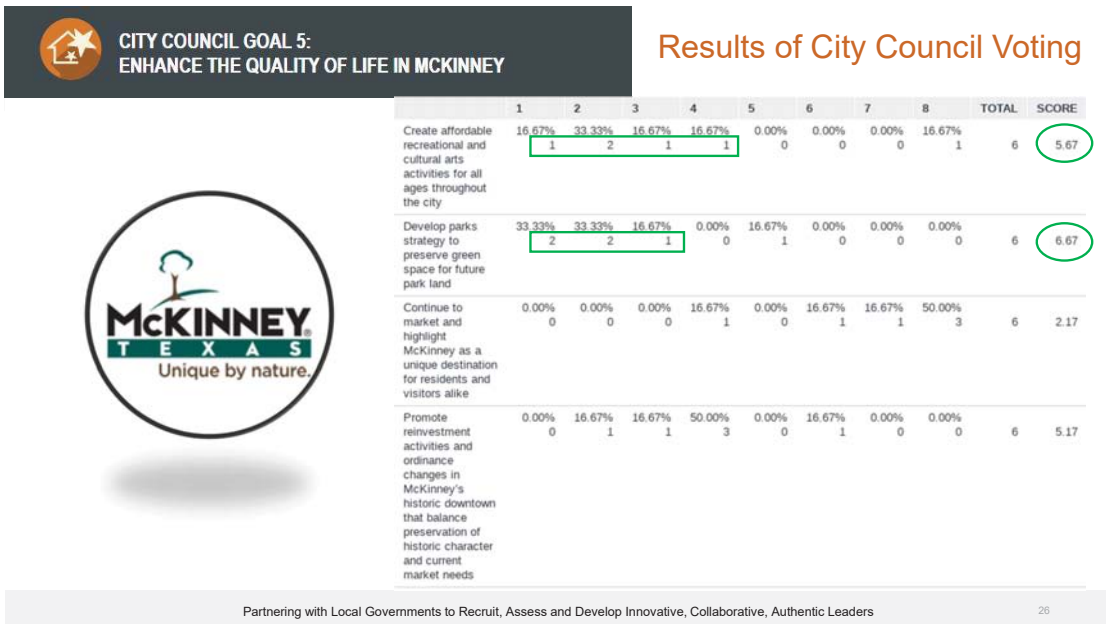 CITY COUNCIL GOAL 5:
ENHANCE THE QUALITY OF LIFE IN MCKINNEY
Results of City Council Voting
1 2 3 4 5 6 7 8 TOTAL SCORE
Create affordable 16.67% 33.33% 16.67% 16.67% 0.00% 0.00% 0.00% 16.67%
recreational and 1 2 1 1 0 0 0 1 6 5.67
cultural arts
activities for all
ages throughout
the city
Develop parks 33.33% 33.33% 16.67% 0.00% 16.67% 0.00% 0.00% 0.00%
strategy to 2 2 1 0 1 0 0 0 6 6.67
preserve green
space for future
park land
Continue to 0.00% 0.00% 0.00% 16.67% 0.00% 16.67% 16.67% 50.00%
market and 0 0 0 1 0 1 1 3 6 2.17
highlight
McKinney as a
unique destination
for residents and
visitors alike
Promote 0.00% 16.67% 16.67% 50.00% 0.00% 16.67% 0.00% 0.00%
reinvestment 0 1 1 3 0 1 0 0 6 5.17
activities and
ordinance
changes in
McKinney's
historic downtown
that balance
preservation of
historic character
and current
market needs
McKINNEY®
TEXAS
Unique by nature.
Partnering with Local Governments to Recruit, Assess and Develop Innovative, Collaborative, Authentic Leaders
26